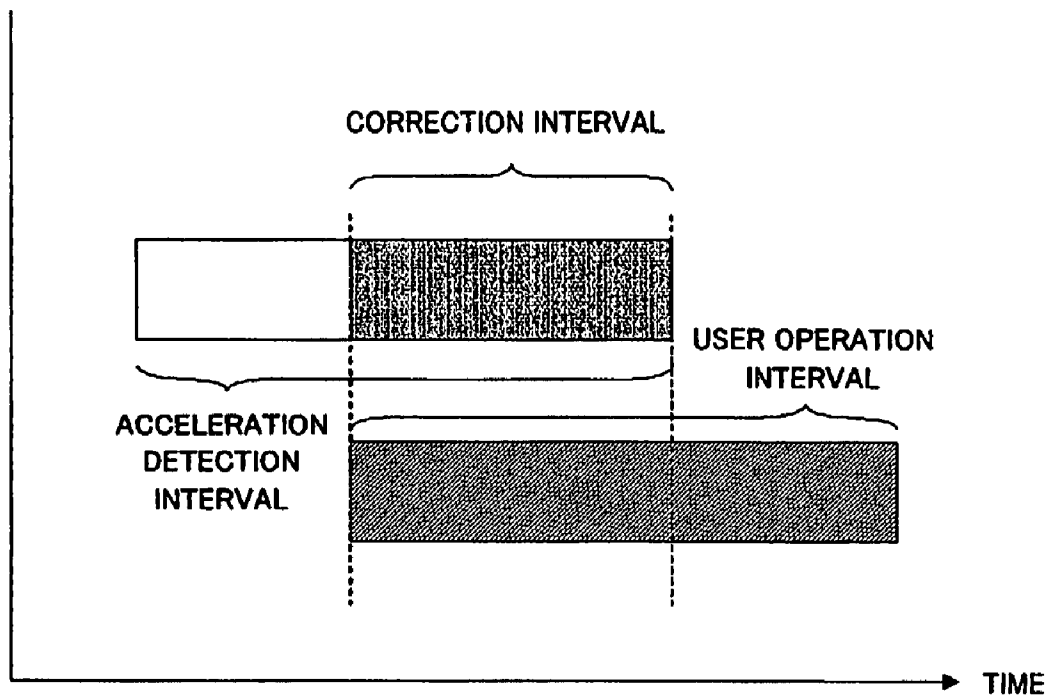 CORRECTION INTERVAL
USER OPERATION
INTERVAL
ACCELERATION
DETECTION
INTERVAL
TIME